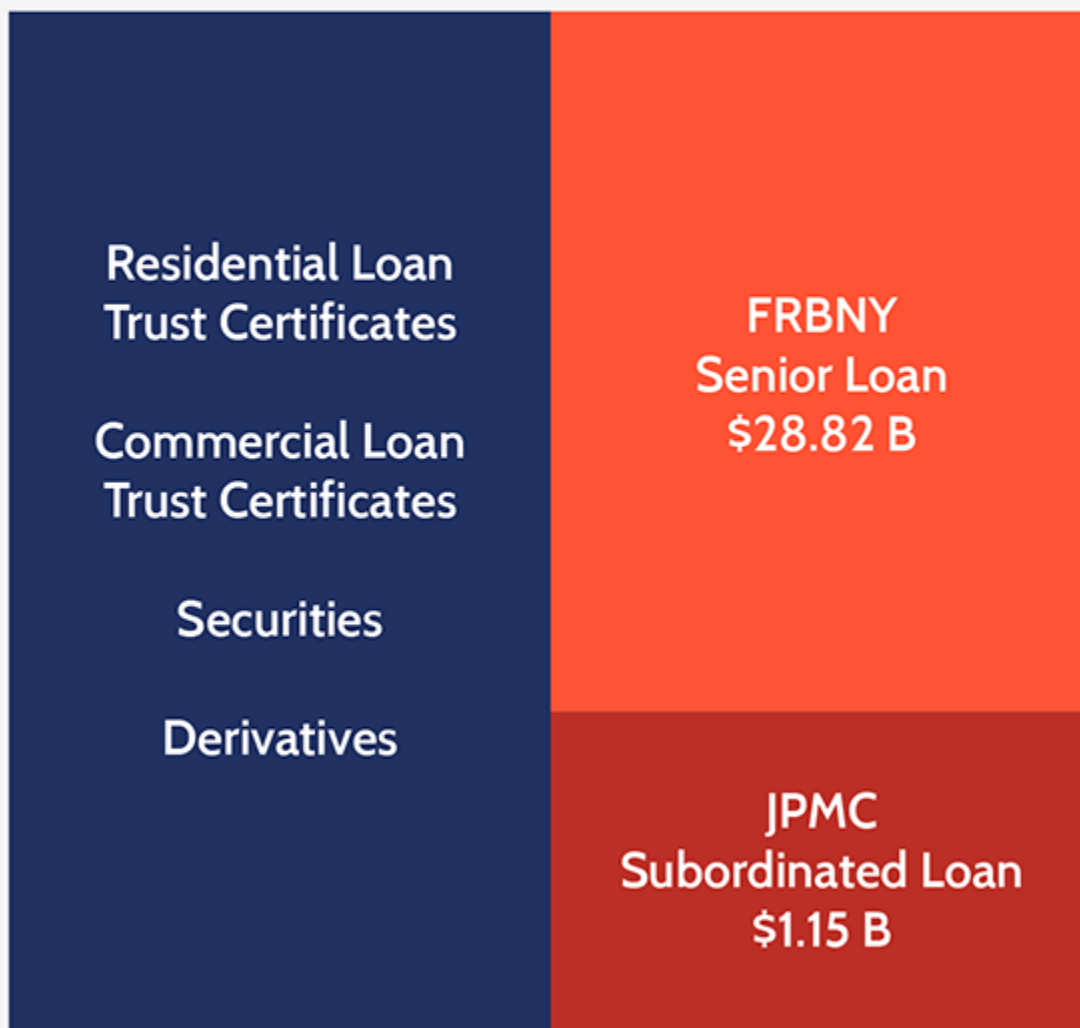 Residential Loan
Trust Certificates
Commercial Loan
Trust Certificates
Securities
Derivatives
FRBNY
Senior Loan
$28.82 B
JPMC
Subordinated Loan
$1.15 B